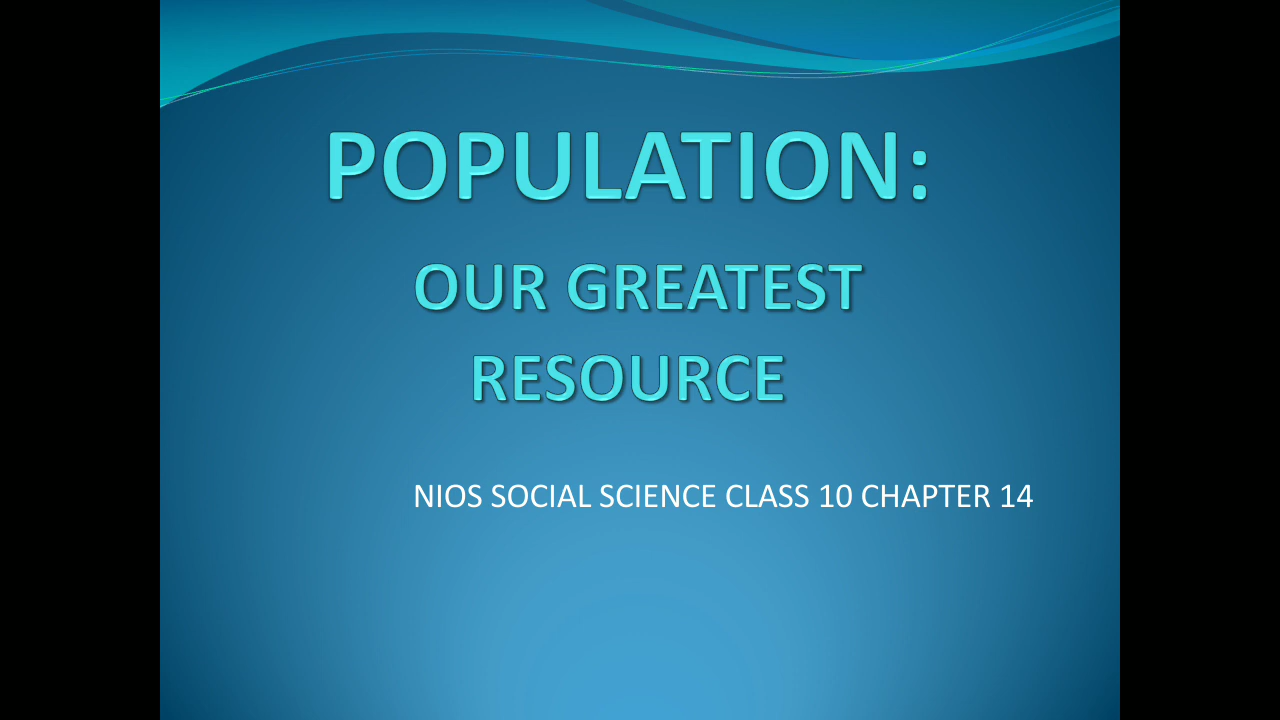 POPULATION:
OUR GREATEST
RESOURCE
NIOS SOCIAL SCIENCE CLASS 10 CHAPTER 14